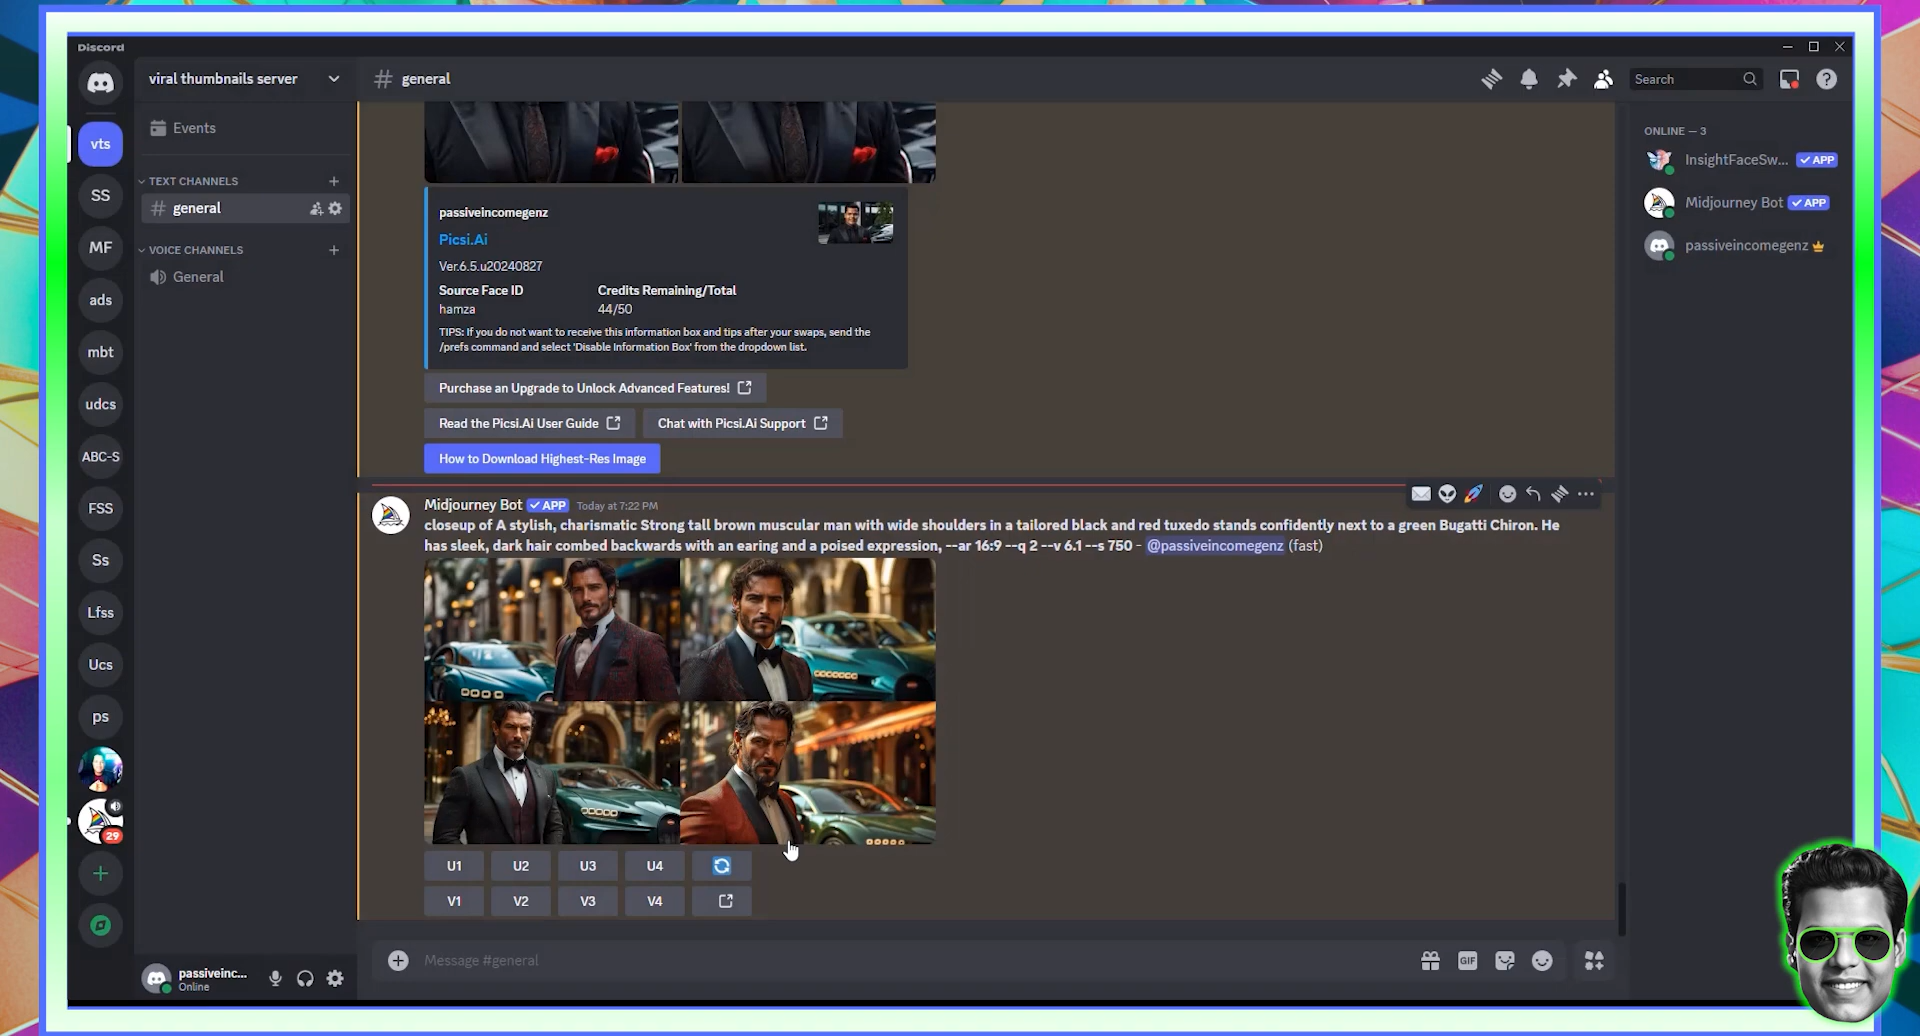 Discord
viral thumbnails server
general
Search
Events
TEXT CHANNELS
general
VOICE CHANNELS
General
vts
SS
MF
ads
mbt
udcs
ABC-S
FSS
Ss
Lfss
Ucs
ps
29
passiveinc...
Online
passiveincomegenz
Picsi.Ai
Ver.6.5.u20240827
Source Face ID Credits Remaining/Total
hamza 44/50
TIPS: If you do not want to receive this information box and tips after your swaps, send the
/prefs command and select 'Disable Information Box' from the dropdown list.
Purchase an Upgrade to Unlock Advanced Features!
Read the Picsi.Ai User Guide Chat with Picsi.Ai Support
How to Download Highest-Res Image
Midjourney Bot APP Today at 7:22 PM
closeup of A stylish, charismatic Strong tall brown muscular man with wide shoulders in a tailored black and red tuxedo stands confidently next to a green Bugatti Chiron. He
has sleek, dark hair combed backwards with an earing and a poised expression, --ar 16:9 --q 2 --v 6.1 --s 750 - @passiveincomegenz (fast)
U1 U2 U3 U4
V1 V2 V3 V4
Message #general
GIF
ONLINE — 3
InsightFaceSw... APP
Midjourney Bot APP
passiveincomegenz